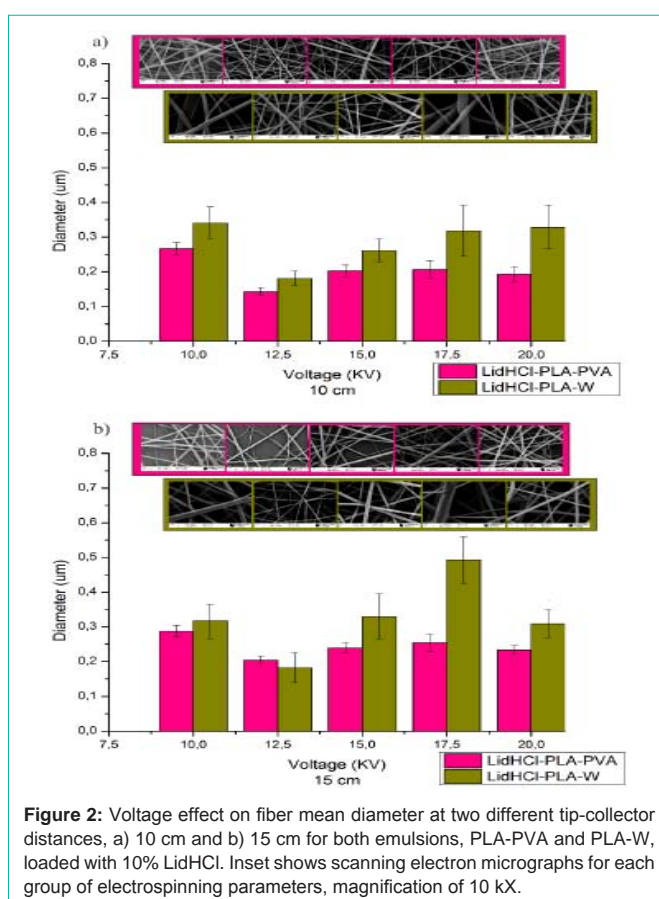 a)
0,8
0,7
0,6
0,5
0,4
0,3
0,2
0,1
0,0
Diameter (um)
7,5 10,0 12,5 15,0 17,5 20,0
Voltage (KV)
10 cm
LidHCl-PLA-PVA
LidHCl-PLA-W
b)
0,8
0,7
0,6
0,5
0,4
0,3
0,2
0,1
0,0
Diameter (um)
7,5 10,0 12,5 15,0 17,5 20,0
Voltage (KV)
15 cm
LidHCl-PLA-PVA
LidHCl-PLA-W
Figure 2: Voltage effect on fiber mean diameter at two different tip-collector
distances, a) 10 cm and b) 15 cm for both emulsions, PLA-PVA and PLA-W,
loaded with 10% LidHCl. Inset shows scanning electron micrographs for each
group of electrospinning parameters, magnification of 10 kX.